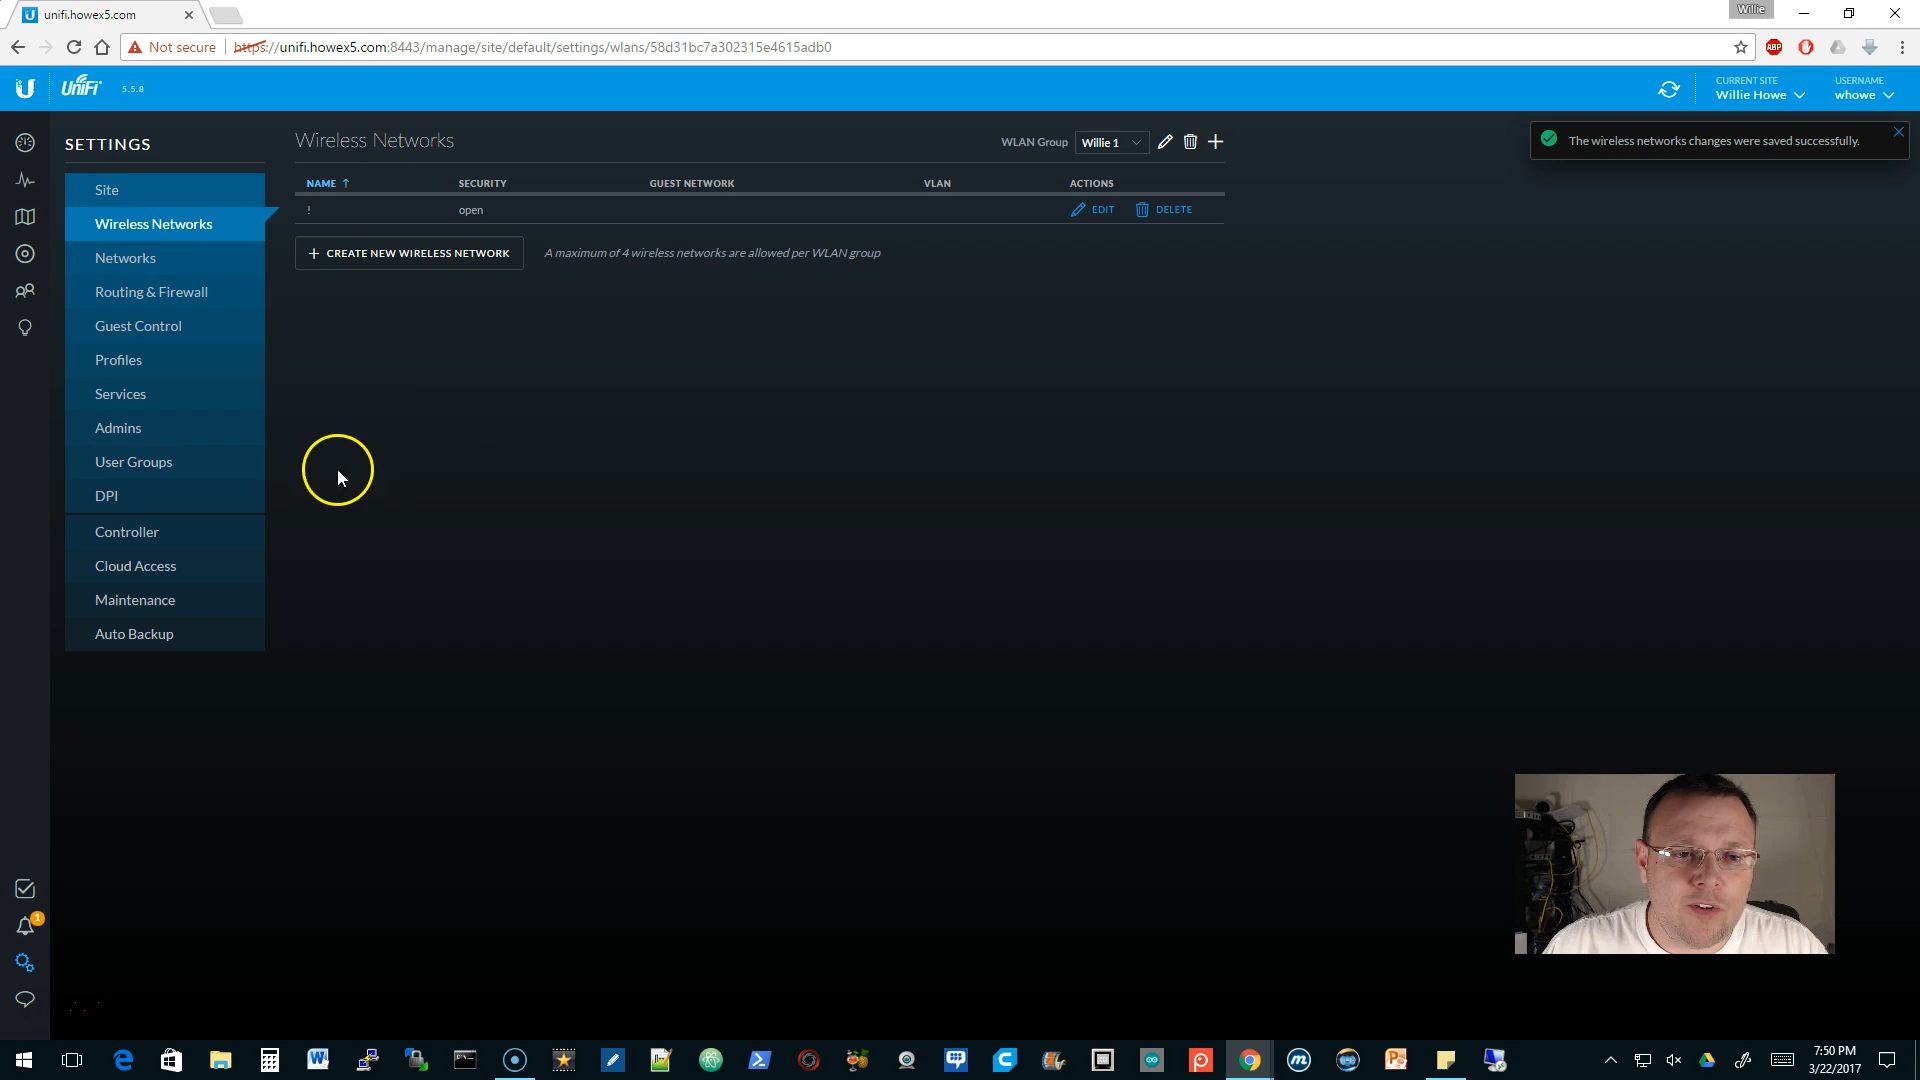 unifi.howex5.com
Willie
Not secure
https://unifi.howex5.com:8443/manage/site/default/settings/wlans/58d31bc7a302315e4615adb0
ABP
UniFi
5.5.8
CURRENT SITE
Willie Howe
USERNAME
whowe
SETTINGS
Site
Wireless Networks
Networks
Routing & Firewall
Guest Control
Profiles
Services
Admins
User Groups
DPI
Controller
Cloud Access
Maintenance
Auto Backup
Wireless Networks
WLAN Group
Willie 1
NAME
SECURITY
GUEST NETWORK
VLAN
ACTIONS
!
open
EDIT
DELETE
CREATE NEW WIRELESS NETWORK
A maximum of 4 wireless networks are allowed per WLAN group
The wireless networks changes were saved successfully.
1
7:50 PM
3/22/2017